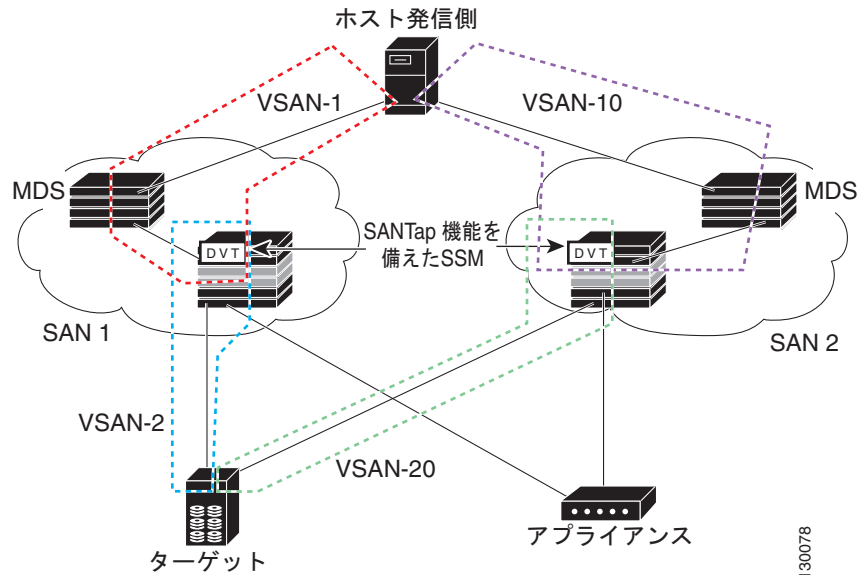 ホスト発信側
VSAN-1
VSAN-10
MDS
MDS
SANTap 機能を
備えたSSM
DVT
DVT
SAN 1
SAN 2
VSAN-2
VSAN-20
ターゲット
アプライアンス
130078